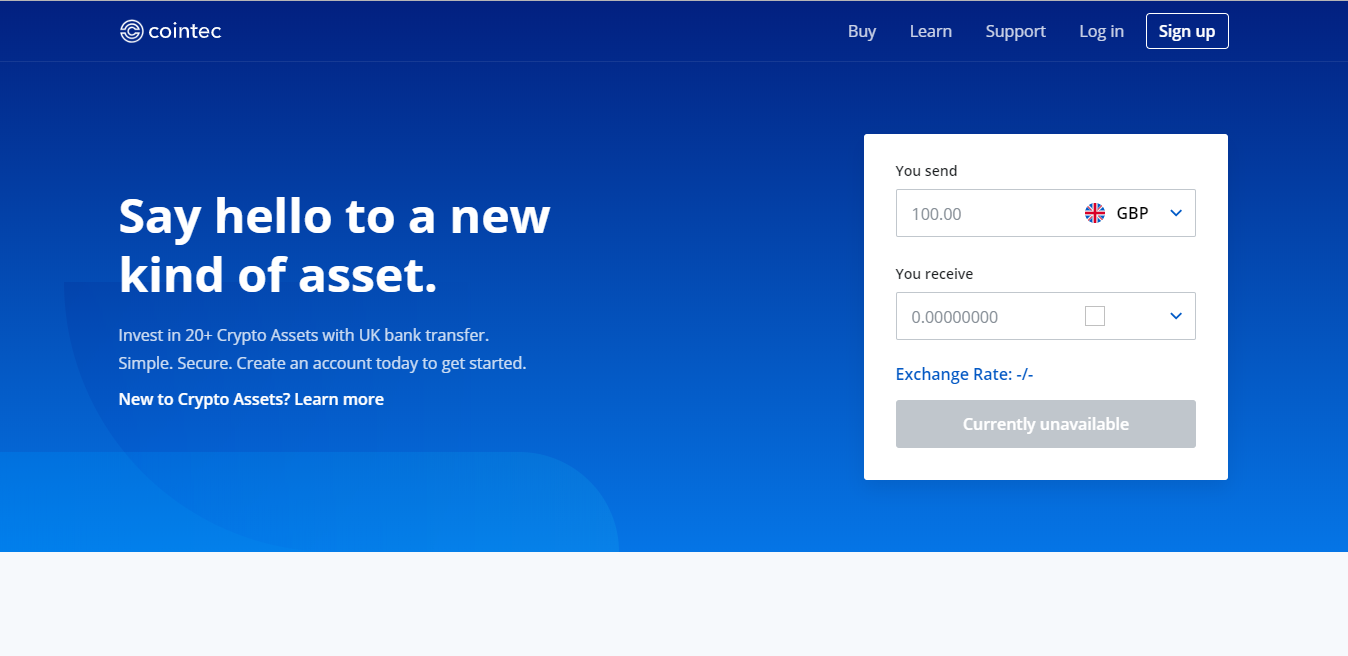 cointec
Buy
Learn
Support
Log in
Sign up
Say hello to a new
kind of asset.
Invest in 20+ Crypto Assets with UK bank transfer.
Simple. Secure. Create an account today to get started.
New to Crypto Assets? Learn more
You send
100.00 GBP
You receive
0.00000000
Exchange Rate: -/-
Currently unavailable